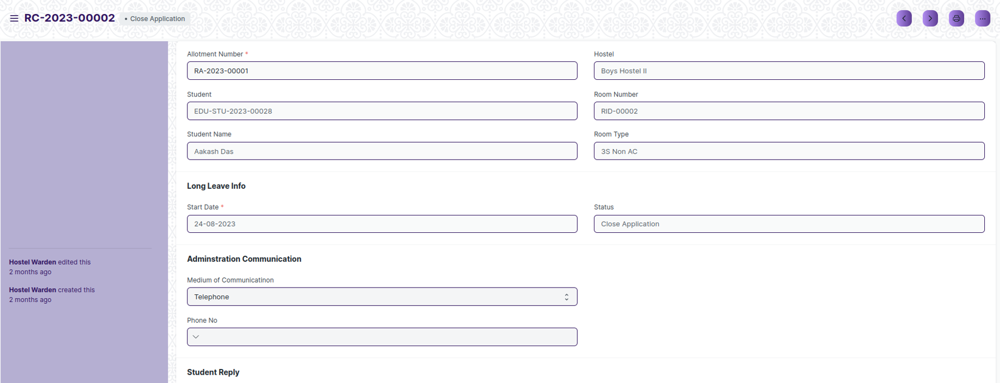 RC-2023-00002 • Close Application
...
Allotment Number *
RA-2023-00001
Hostel
Boys Hostel II
Student
EDU-STU-2023-00028
Room Number
RID-00002
Student Name
Aakash Das
Room Type
3S Non AC
Long Leave Info
Start Date *
24-08-2023
Status
Close Application
Adminstration Communication
Medium of Communicatinon
Telephone
Phone No
Student Reply
Hostel Warden edited this
2 months ago
Hostel Warden created this
2 months ago